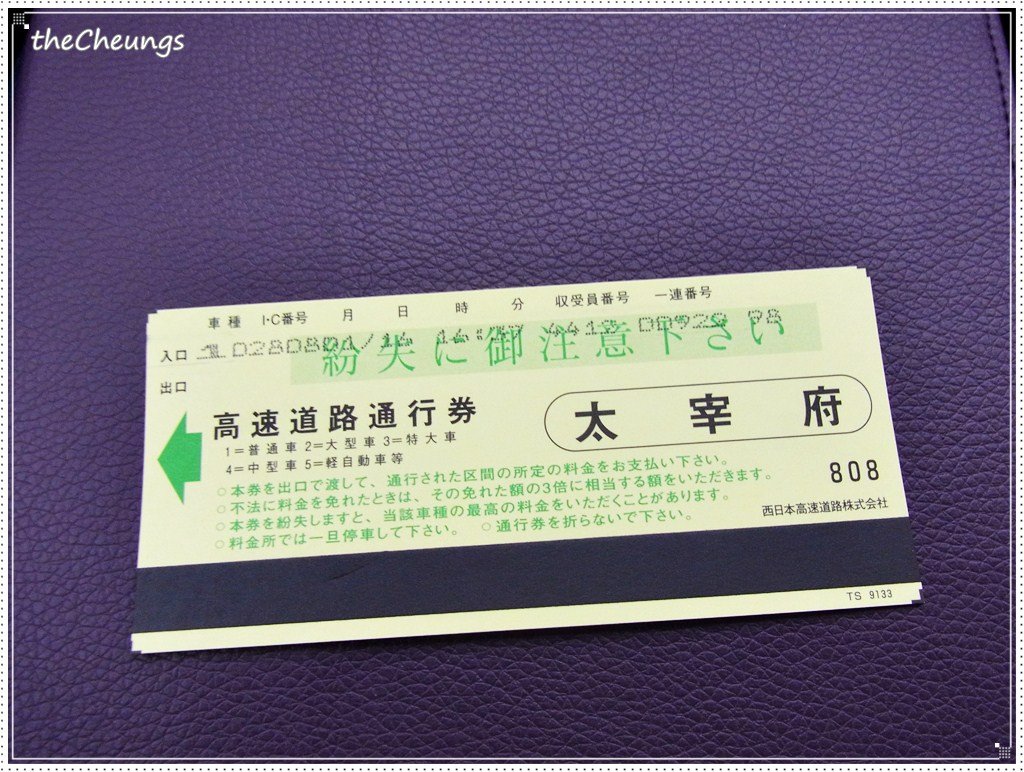 theCheungs
車種 I・C番号 月 日 時 分 収受員番号 一連番号
入口
紛失に御注意下さい
出口
高速道路通行券
太宰府
1=普通車 2=大型車 3=特大車
4=中型車 5=軽自動車等
○本券を出口で渡して、通行された区間の所定の料金をお支払い下さい。
○不法に料金を免れたときは、その免れた額の3倍に相当する額をいただきます。
○本券を紛失しますと、当該車種の最高の料金をいただくことがあります。
○料金所では一旦停車して下さい。 ○通行券を折らないで下さい。
808
西日本高速道路株式会社
TS 9133